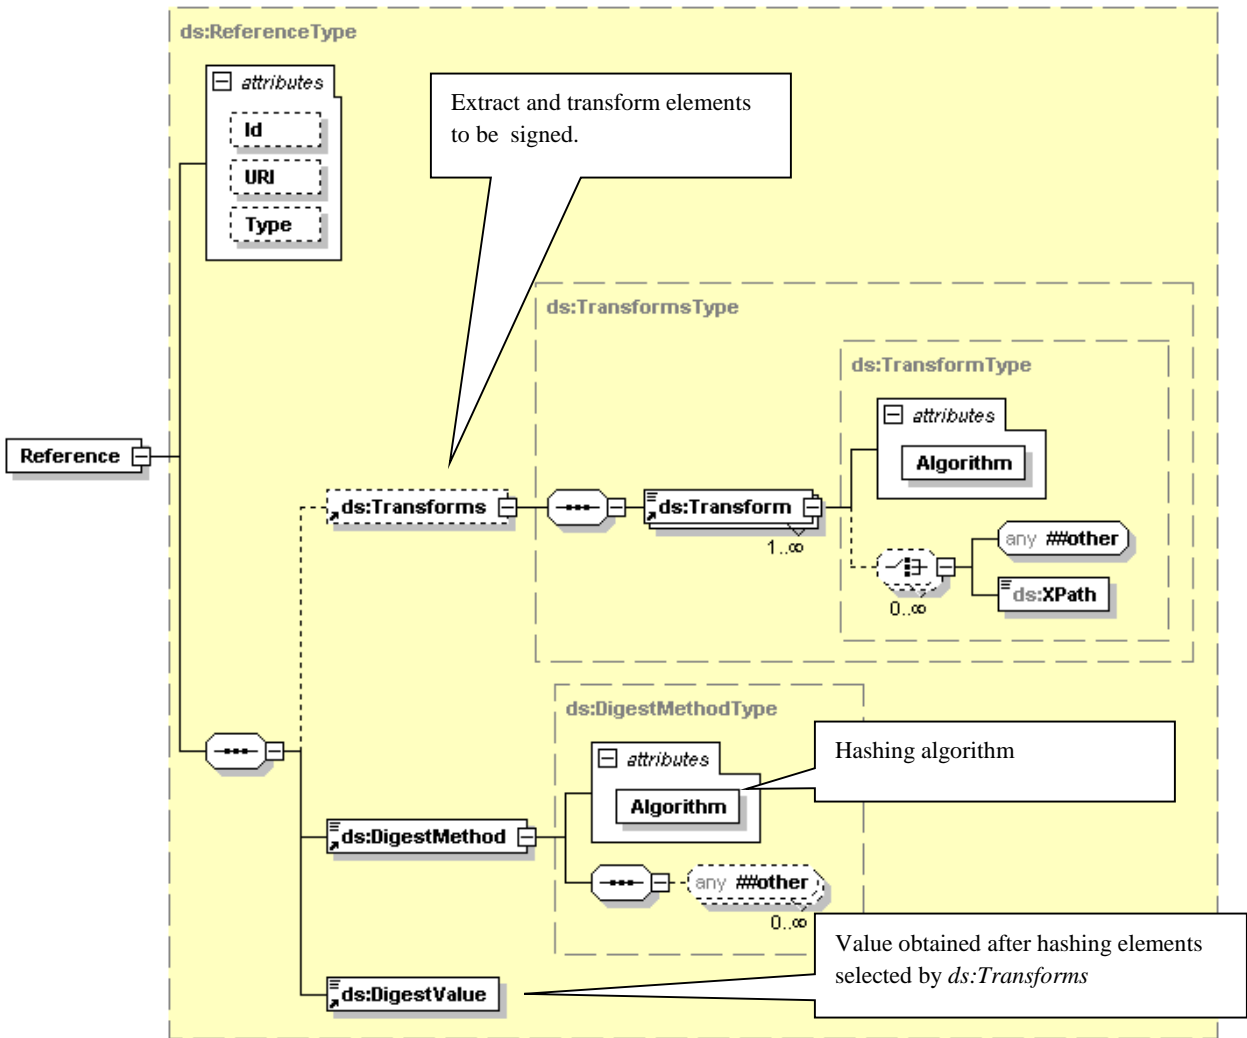 ds:ReferenceType
attributes
Id
URI
Type
Extract and transform elements
to be signed.
ds:TransformsType
ds:TransformType
attributes
Algorithm
Reference
ds:Transforms
ds:Transform
1..∞
any ##other
0..∞
ds:XPath
ds:DigestMethodType
attributes
Algorithm
Hashing algorithm
ds:DigestMethod
any ##other
0..∞
Value obtained after hashing elements
selected by ds:Transforms
ds:DigestValue